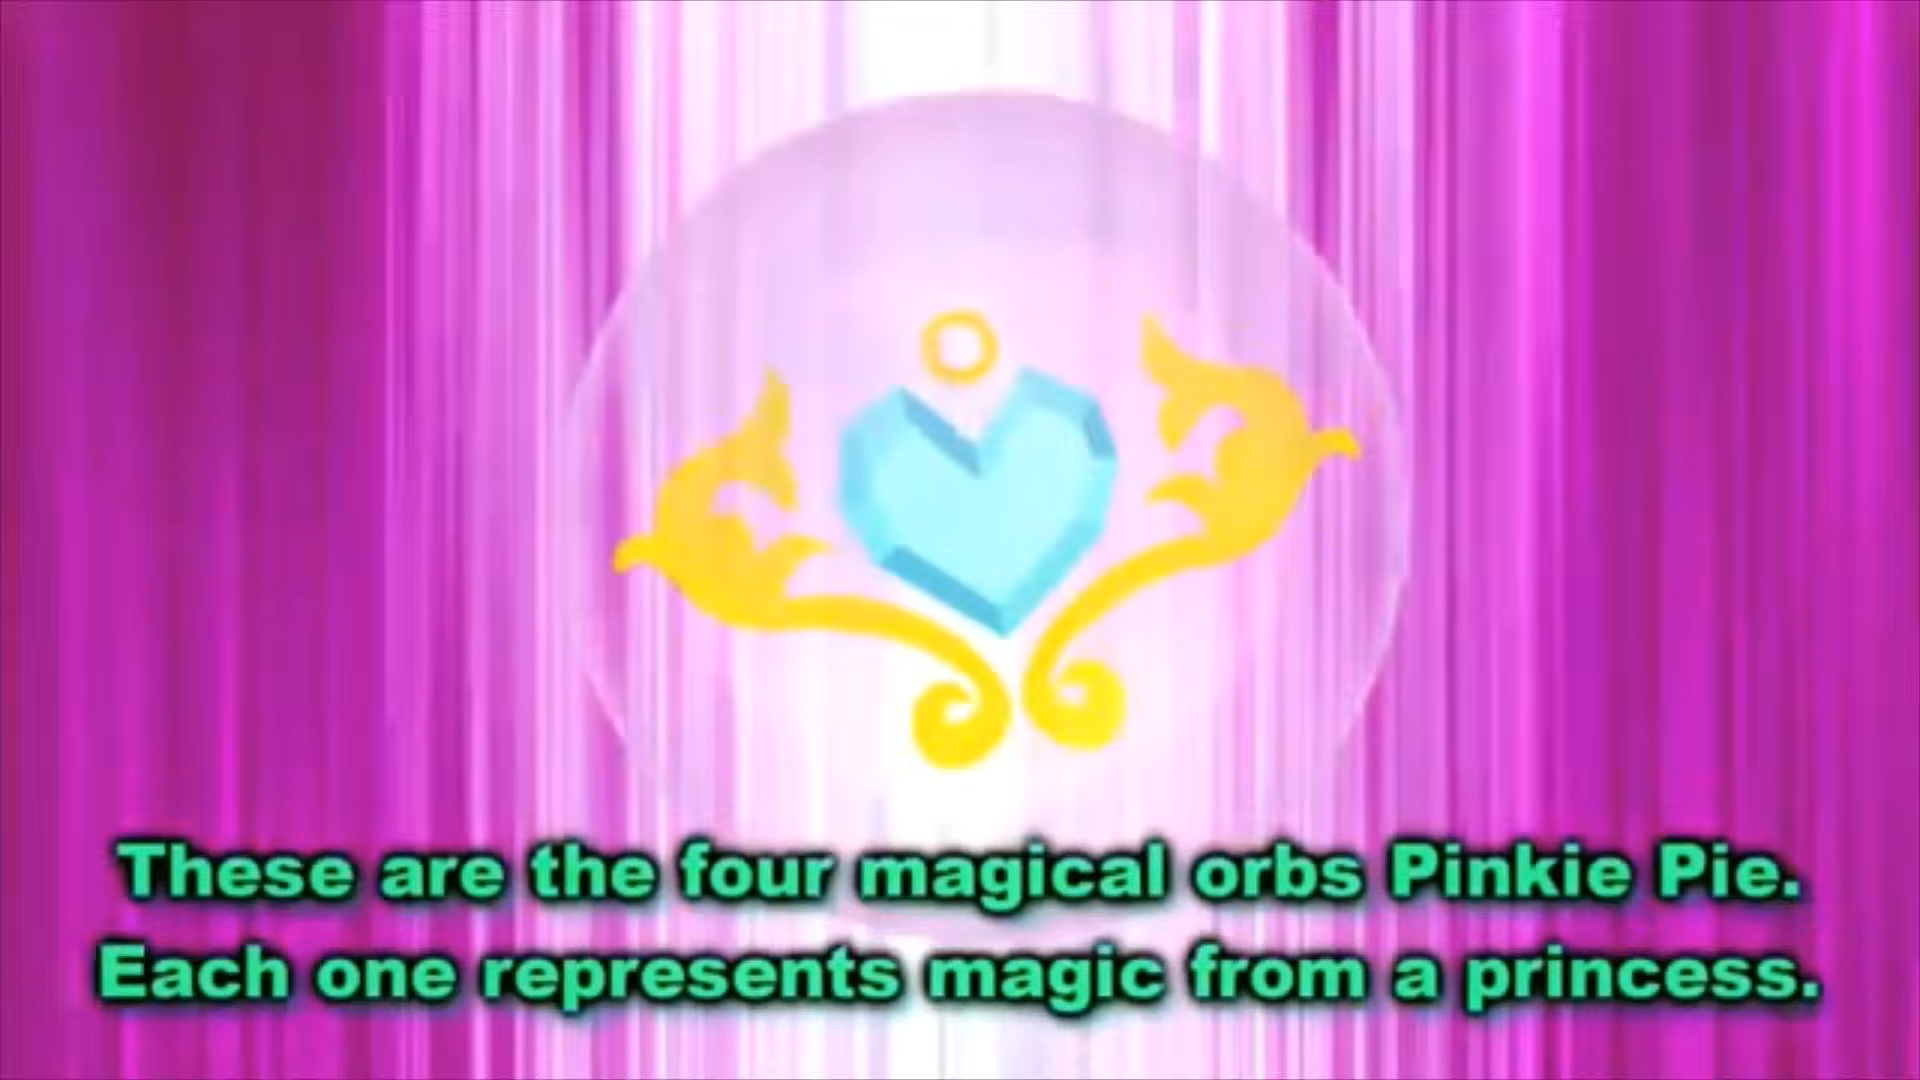 These are the four magical orbs Pinkie Pie.
Each one represents magic from a princess.